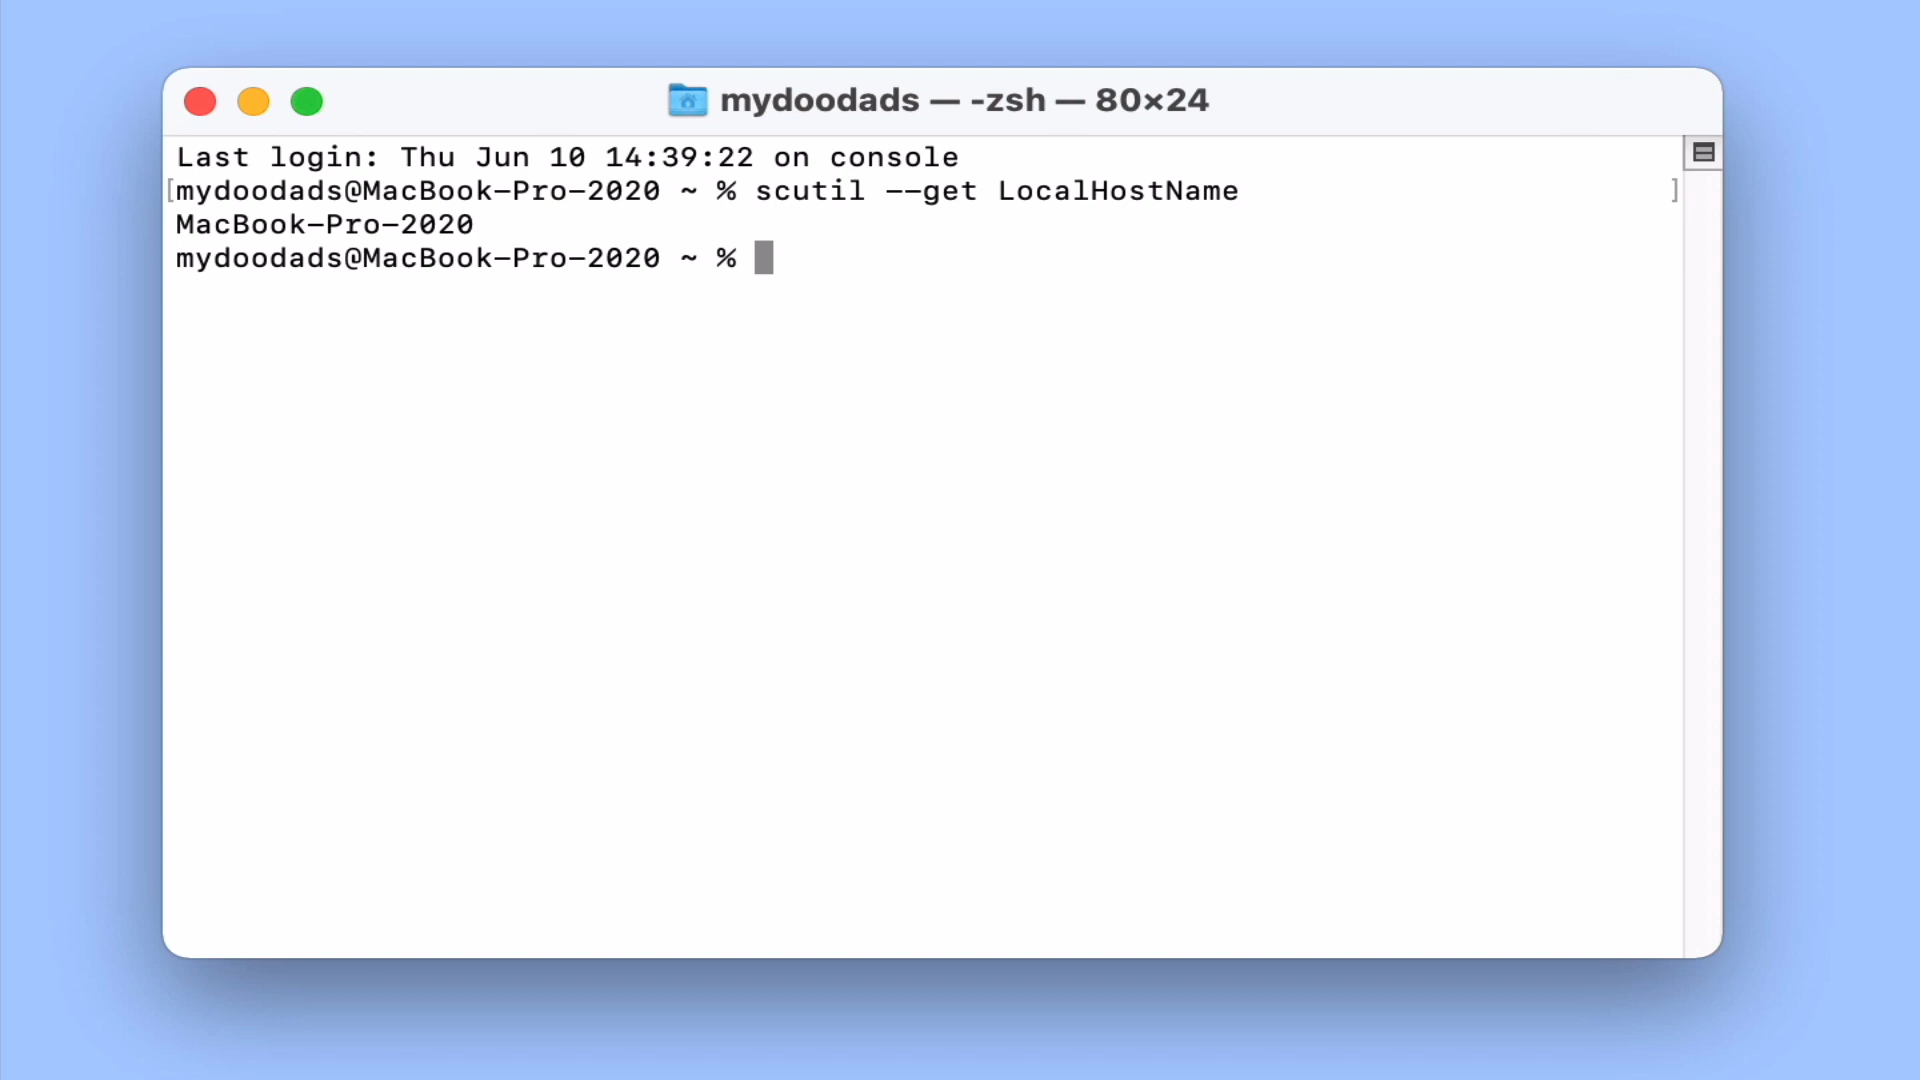 mydoodads — -zsh — 80×24
Last login: Thu Jun 10 14:39:22 on console
[mydoodads@MacBook-Pro-2020 ~ % scutil --get LocalHostName ]
MacBook-Pro-2020
mydoodads@MacBook-Pro-2020 ~ %